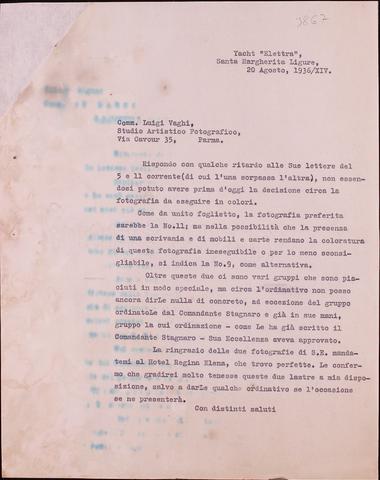 3867
Yacht "Elettra",
Santa Margherita Ligure,
20 Agosto, 1936/XIV.
Comm. Luigi Vaghi,
Studio Artistico Fotografico,
Via Cavour 35, Parma.
Rispondo con qualche ritardo alle Sue lettere del
5 e 11 corrente(di cui l'una sorpassa l'altra), non essen-
dosi potuto avere prima d'oggi la decisione circa la
fotografia da eseguire in colori.
Come da unito foglietto, la fotografia preferita
sarebbe la No.11; ma nella possibilità che la presenza
di una scrivania e di mobili e carte rendano la coloratura
di questa fotografia ineseguibile o per lo meno sconsi-
gliabile, si indica la No.9, come alternativa.
Oltre queste due ci sono vari gruppi che son pia-
ciuti in modo speciale, ma circa l'ordinativo non posso
ancora dirLe nulla di concreto, ad eccezione del gruppo
ordinatoLe dal Comandante Stagnaro e già in sue mani,
gruppo la cui ordinazione - come Le ha già scritto il
Comandante Stagnaro - Sua Eccellenza aveva approvato.
La ringrazio delle due fotografie di S.E. manda-
temi al Hotel Regina Elena, che trovo perfette. Le confer-
mo che gradirei molto tenesse queste due lastre a mia dispo-
sizione, salvo a darLe qualche ordinativo se l'occasione
se ne presenterà.
Con distinti saluti